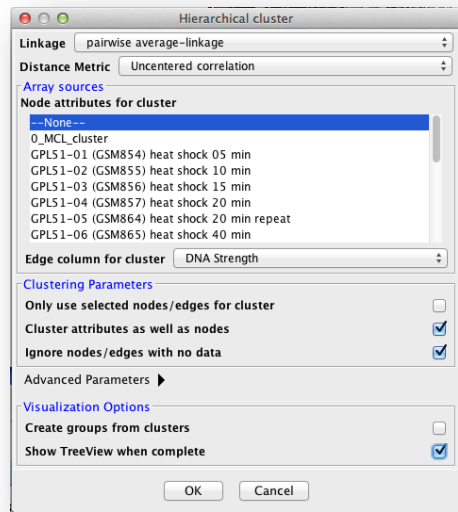 Hierarchical cluster
Linkage pairwise average-linkage
Distance Metric Uncentered correlation
Array sources
Node attributes for cluster
--None--
0_MCL_cluster
GPL51-01 (GSM854) heat shock 05 min
GPL51-02 (GSM855) heat shock 10 min
GPL51-03 (GSM856) heat shock 15 min
GPL51-04 (GSM857) heat shock 20 min
GPL51-05 (GSM864) heat shock 20 min repeat
GPL51-06 (GSM865) heat shock 40 min
Edge column for cluster DNA Strength
Clustering Parameters
Only use selected nodes/edges for cluster
Cluster attributes as well as nodes
Ignore nodes/edges with no data
Advanced Parameters
Visualization Options
Create groups from clusters
Show TreeView when complete
OK Cancel